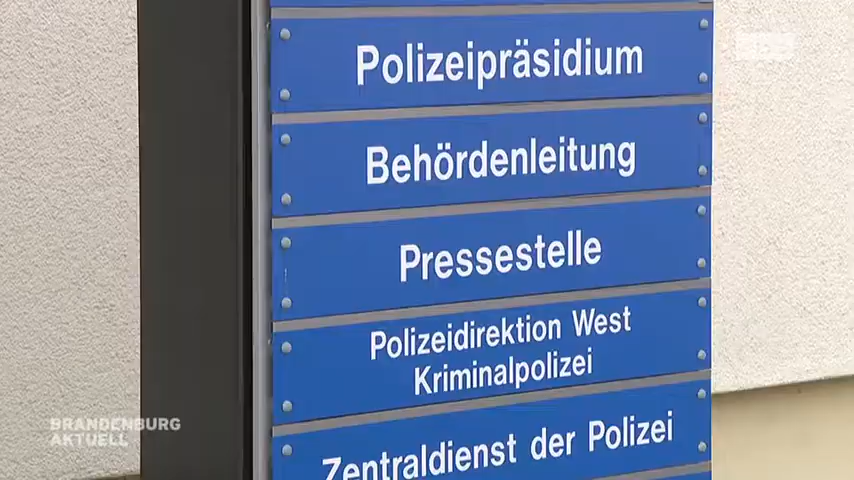 Polizeipräsidium
Behördenleitung
Pressestelle
Polizeidirektion West
Kriminalpolizei
Zentraldienst der Polizei
BRANDENBURG
AKTUELL